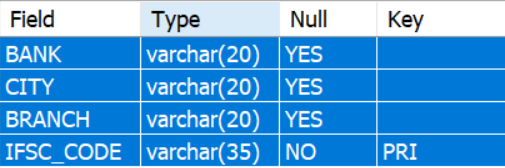 Field Type Null Key
BANK varchar(20) YES
CITY varchar(20) YES
BRANCH varchar(20) YES
IFSC_CODE varchar(35) NO PRI